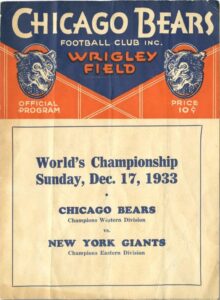 CHICAGO BEARS
FOOTBALL CLUB INC.
WRIGLEY
FIELD
OFFICIAL
PROGRAM
PRICE
10¢
World's Championship
Sunday, Dec. 17, 1933
CHICAGO BEARS
Champions Western Division
vs.
NEW YORK GIANTS
Champions Eastern Division